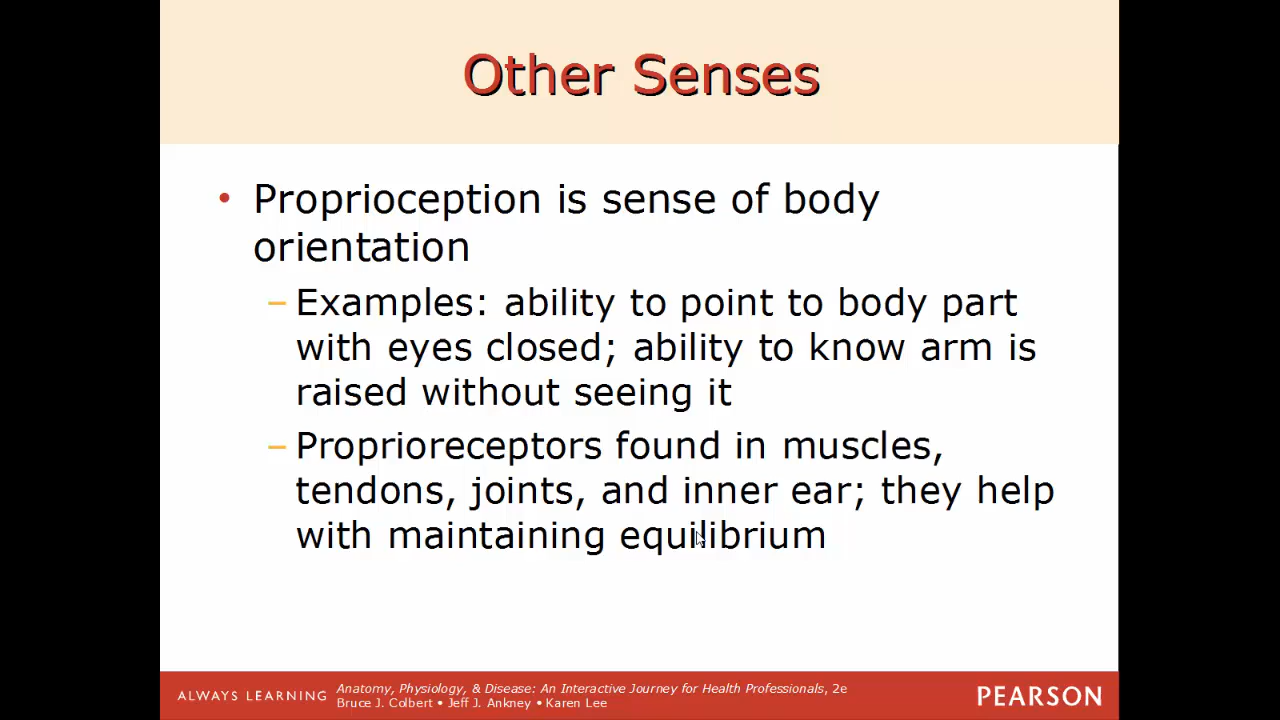 Other Senses
• Proprioception is sense of body
orientation
– Examples: ability to point to body part
with eyes closed; ability to know arm is
raised without seeing it
– Proprioreceptors found in muscles,
tendons, joints, and inner ear; they help
with maintaining equilibrium
ALWAYS LEARNING
Anatomy, Physiology, & Disease: An Interactive Journey for Health Professionals, 2e
Bruce J. Colbert • Jeff J. Ankney • Karen Lee
PEARSON